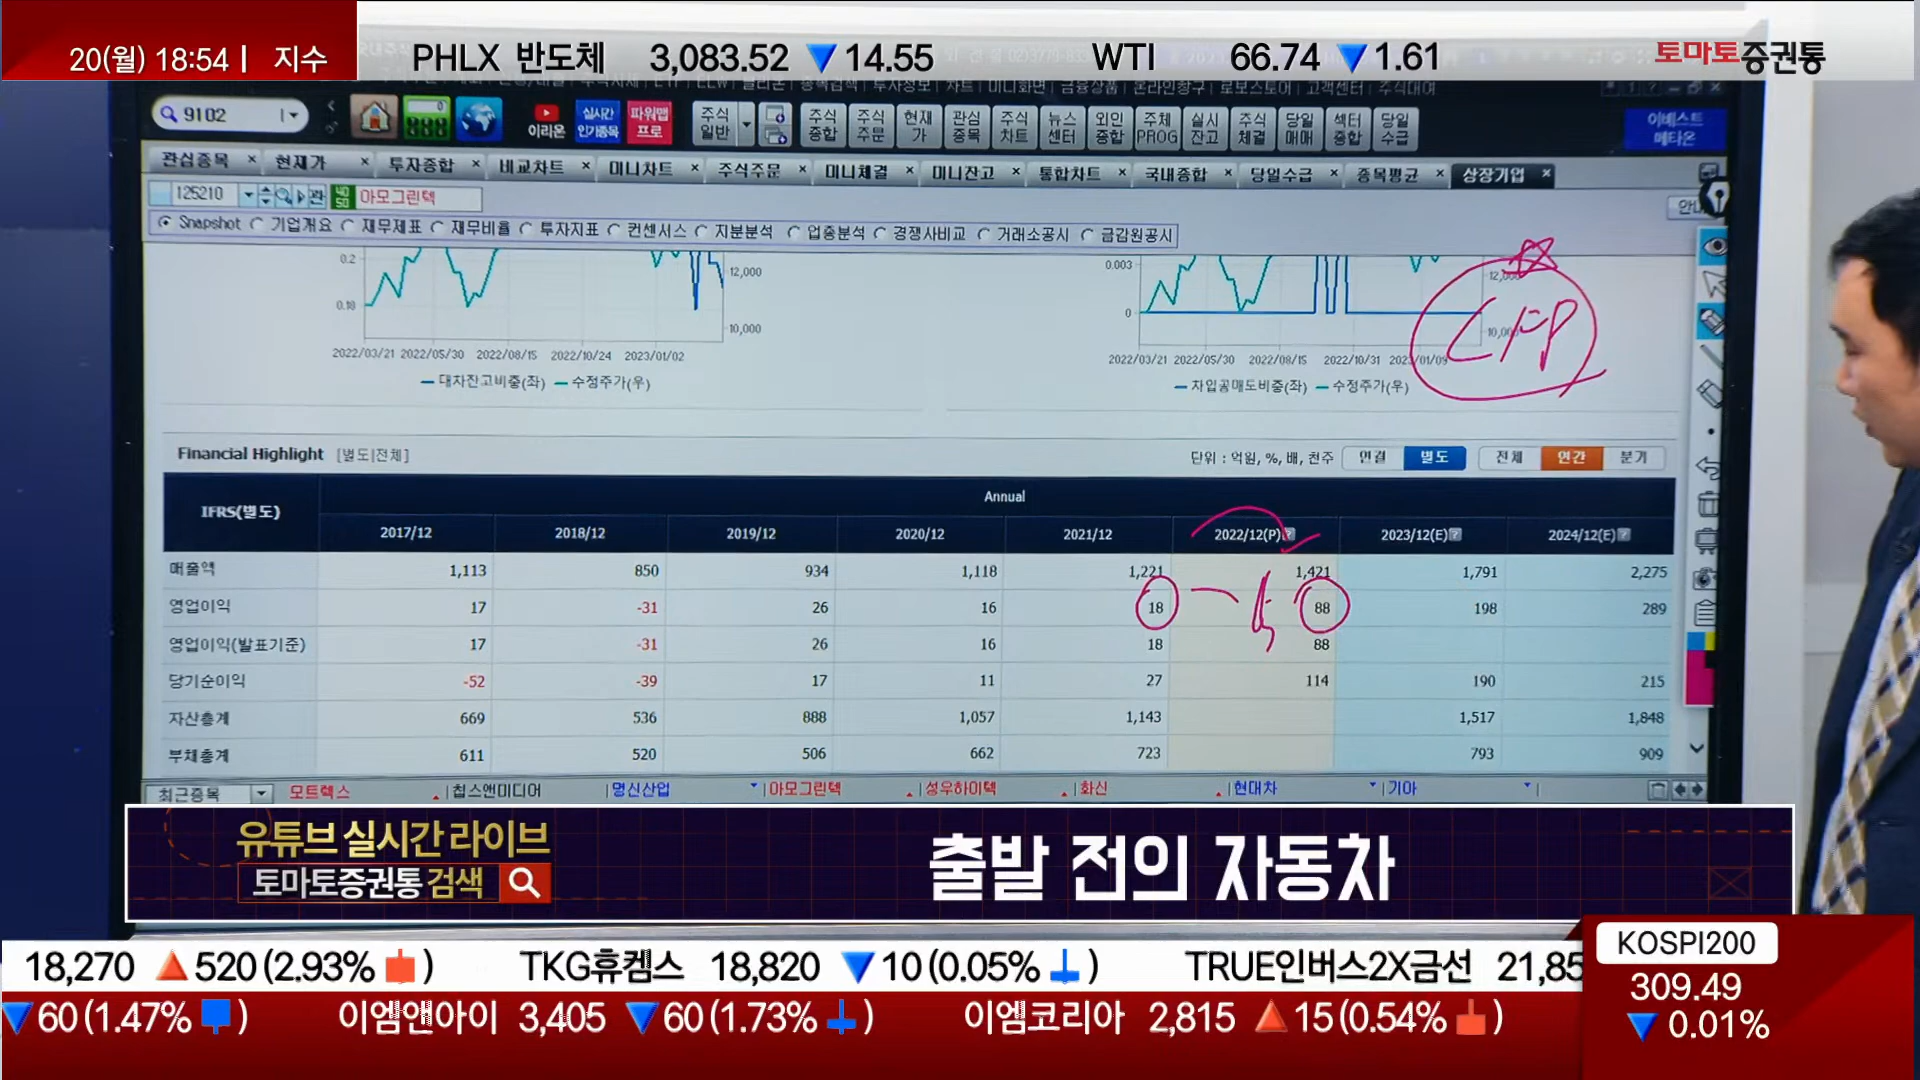 20(월) 18:54 | 지수 PHLX 반도체 3,083.52 ▼14.55 WTI 66.74 ▼1.61 토마토증권통
9102 이리온 실시간 인기종목 파워맵 프로 주식 일반 주식 종합 주식 주문 현재 가 관심 종목 주식 차트 뉴스 센터 외인 종합 주체 PROG 실시 잔고 주식 체결 당일 매매 섹터 종합 당일 수급 이베스트 메타온
관심종목 현재가 투자종합 비교차트 미니차트 주식주문 미니체결 미니잔고 통합차트 국내종합 당일수급 종목평균 상장기업
125210 아모그린텍
Snapshot 기업개요 재무제표 재무비율 투자지표 컨센서스 지분분석 업종분석 경쟁사비교 거래소공시 금감원공시
0.2 12,000 0.003 12,000
0.18 10,000 0 10,000
CFP
2022/03/21 2022/05/30 2022/08/15 2022/10/24 2023/01/02 2022/03/21 2022/05/30 2022/08/15 2022/10/31 2023/01/09
대차잔고비중(좌) 수정주가(우) 차입공매도비중(좌) 수정주가(우)
Financial Highlight [별도|전체] 단위 : 억원, %, 배, 천주 연결 별도 전체 연간 분기
IFRS(별도) Annual
2017/12 2018/12 2019/12 2020/12 2021/12 2022/12(P) 2023/12(E) 2024/12(E)
매출액 1,113 850 934 1,118 1,221 1,421 1,791 2,275
영업이익 17 -31 26 16 18 88 198 289
영업이익(발표기준) 17 -31 26 16 18 88
당기순이익 -52 -39 17 11 27 114 190 215
자산총계 669 536 888 1,057 1,143 1,517 1,848
부채총계 611 520 506 662 723 793 909
최근종목 모트렉스 칩스앤미디어 명신산업 아모그린텍 성우하이텍 화신 현대차 기아
유튜브 실시간 라이브
토마토증권통 검색
출발 전의 자동차
18,270 ▲520(2.93%) TKG휴켐스 18,820 ▼10(0.05%) TRUE인버스2X금선 21,85
▼60(1.47%) 이엠앤아이 3,405 ▼60(1.73%) 이엠코리아 2,815 ▲15(0.54%)
KOSPI200
309.49
▼0.01%